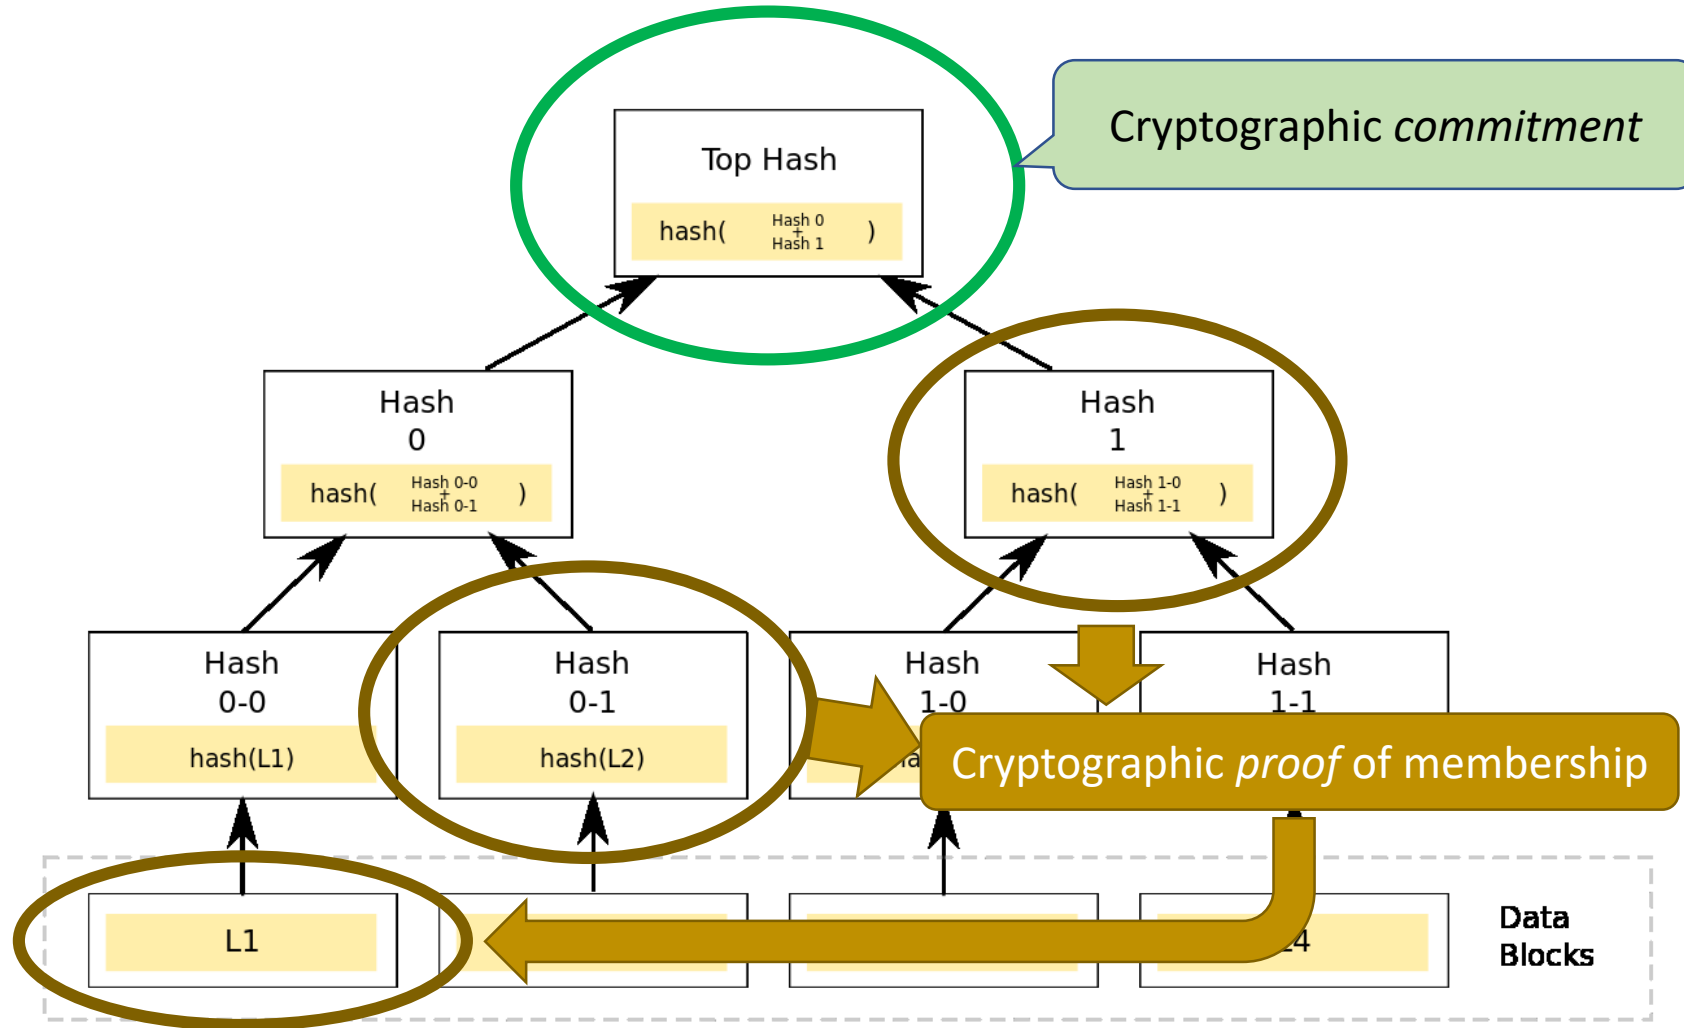 Cryptographic commitment
Top Hash
hash( Hash 0 + Hash 1 )
Hash
0
hash( Hash 0-0 + Hash 0-1 )
Hash
1
hash( Hash 1-0 + Hash 1-1 )
Hash
0-0
hash(L1)
Hash
0-1
hash(L2)
Hash
1-0
Hash
1-1
Cryptographic proof of membership
L1
Data
Blocks